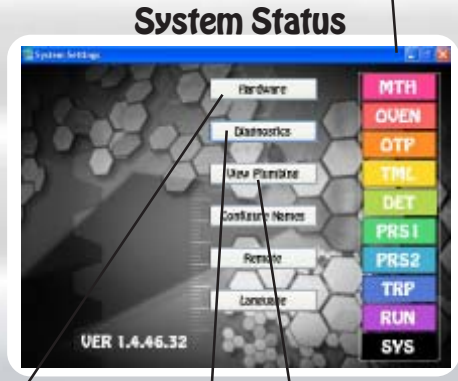 System Status
System Settings
Hardware
Diagnostics
View Plumbing
Configure Names
Remote
Language
MTH
OVEN
OTP
TML
DET
PRS1
PRS2
TRP
RUN
SYS
VER 1.4.46.32